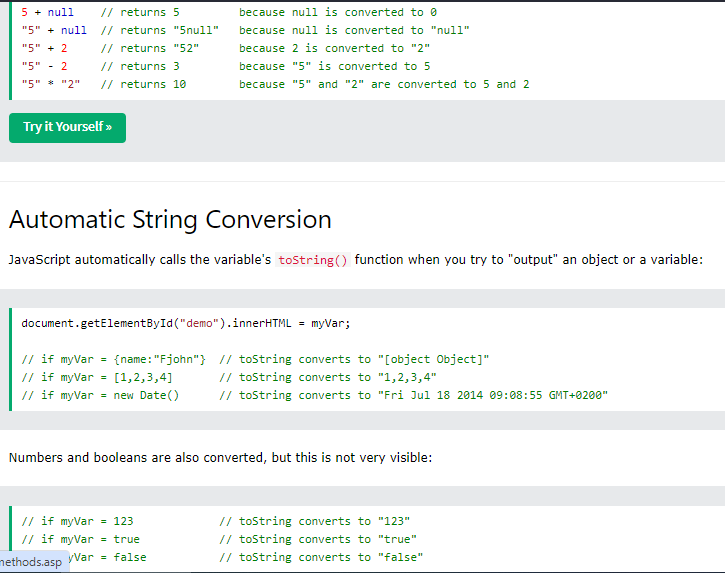 5 + null // returns 5 because null is converted to 0
"5" + null // returns "5null" because null is converted to "null"
"5" + 2 // returns "52" because 2 is converted to "2"
"5" - 2 // returns 3 because "5" is converted to 5
"5" * "2" // returns 10 because "5" and "2" are converted to 5 and 2
Try it Yourself »
Automatic String Conversion
JavaScript automatically calls the variable's toString() function when you try to "output" an object or a variable:
document.getElementById("demo").innerHTML = myVar;
// if myVar = {name:"Fjohn"} // toString converts to "[object Object]"
// if myVar = [1,2,3,4] // toString converts to "1,2,3,4"
// if myVar = new Date() // toString converts to "Fri Jul 18 2014 09:08:55 GMT+0200"
Numbers and booleans are also converted, but this is not very visible:
// if myVar = 123 // toString converts to "123"
// if myVar = true // toString converts to "true"
yVar = false // toString converts to "false"
nethods.asp